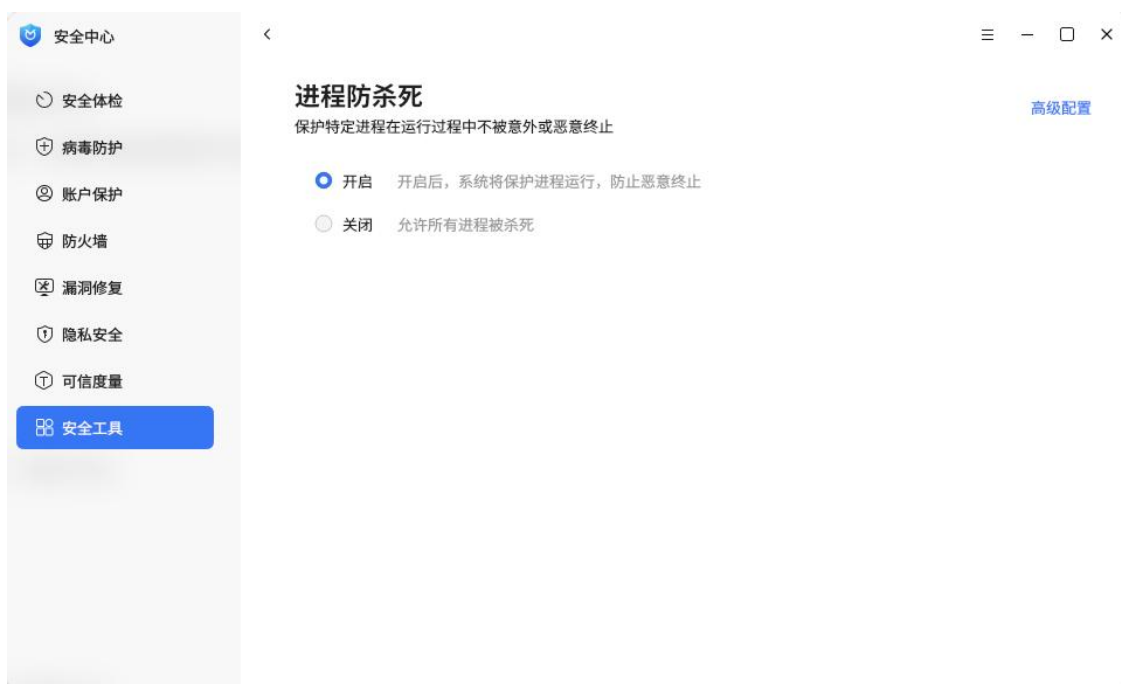 安全中心
安全体检
病毒防护
账户保护
防火墙
漏洞修复
隐私安全
可信度量
安全工具
进程防杀死
高级配置
保护特定进程在运行过程中不被意外或恶意终止
开启 开启后，系统将保护进程运行，防止恶意终止
关闭 允许所有进程被杀死